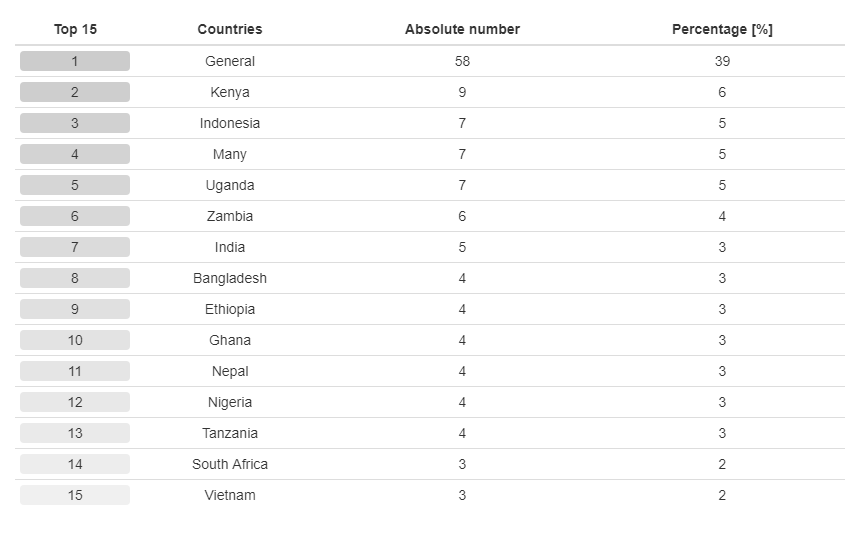 Top 15 Countries Absolute number Percentage [%]
1 General 58 39
2 Kenya 9 6
3 Indonesia 7 5
4 Many 7 5
5 Uganda 7 5
6 Zambia 6 4
7 India 5 3
8 Bangladesh 4 3
9 Ethiopia 4 3
10 Ghana 4 3
11 Nepal 4 3
12 Nigeria 4 3
13 Tanzania 4 3
14 South Africa 3 2
15 Vietnam 3 2